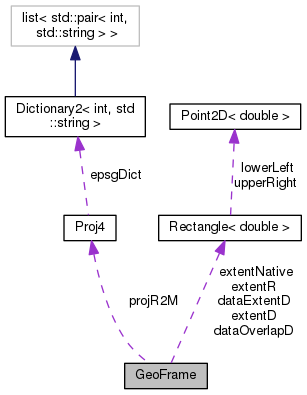 list< std::pair< int,
std::string > >
Dictionary2< int, std
::string >
Point2D< double >
epsgDict
lowerLeft
upperRight
Proj4
Rectangle< double >
projR2M
extentNative
extentR
dataExtentD
extentD
dataOverlapD
GeoFrame